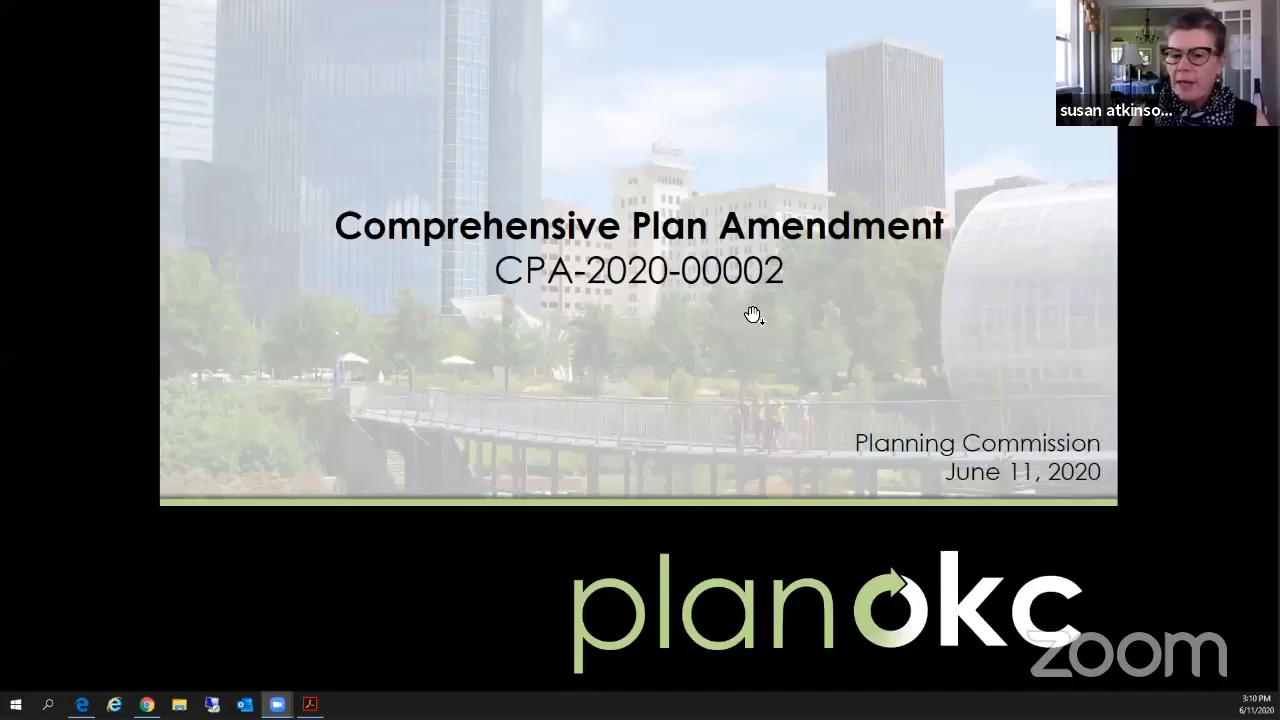 susan atkinso...
Comprehensive Plan Amendment
CPA-2020-00002
Planning Commission
June 11, 2020
planokc
zoom
3:10 PM
6/11/2020